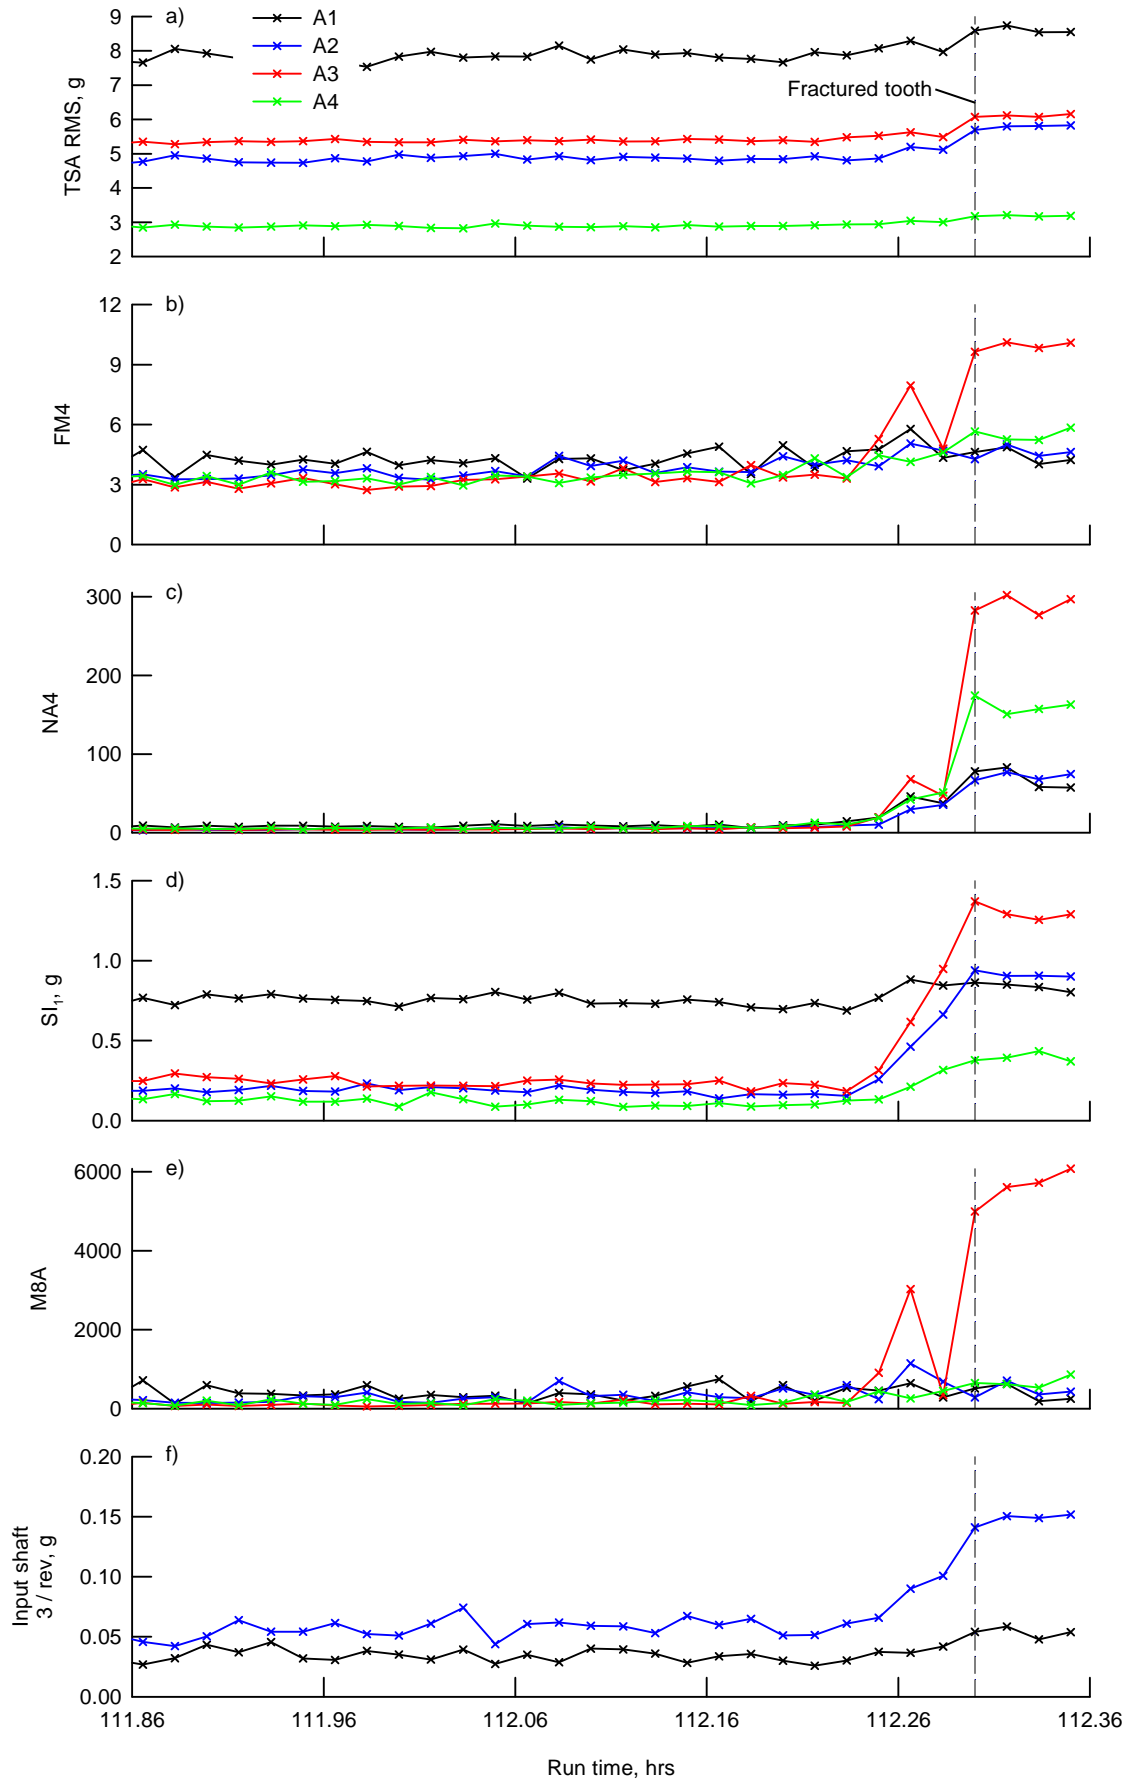 a)
A1
A2
A3
A4
Fractured tooth
TSA RMS, g
9
8
7
6
5
4
3
2
b)
FM4
12
9
6
3
0
c)
NA4
300
200
100
0
d)
SI1, g
1.5
1.0
0.5
0.0
e)
M8A
6000
4000
2000
0
f)
Input shaft
3 / rev, g
0.20
0.15
0.10
0.05
0.00
111.86 111.96 112.06 112.16 112.26 112.36
Run time, hrs